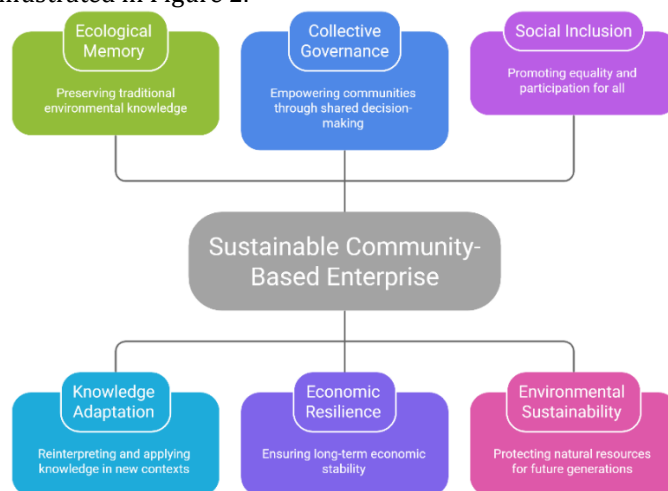 illustrated in Figure 2.
Ecological
Memory
Preserving traditional
environmental knowledge
Collective
Governance
Empowering communities
through shared decision-
making
Social Inclusion
Promoting equality and
participation for all
Sustainable Community-
Based Enterprise
Knowledge
Adaptation
Reinterpreting and applying
knowledge in new contexts
Economic
Resilience
Ensuring long-term economic
stability
Environmental
Sustainability
Protecting natural resources
for future generations